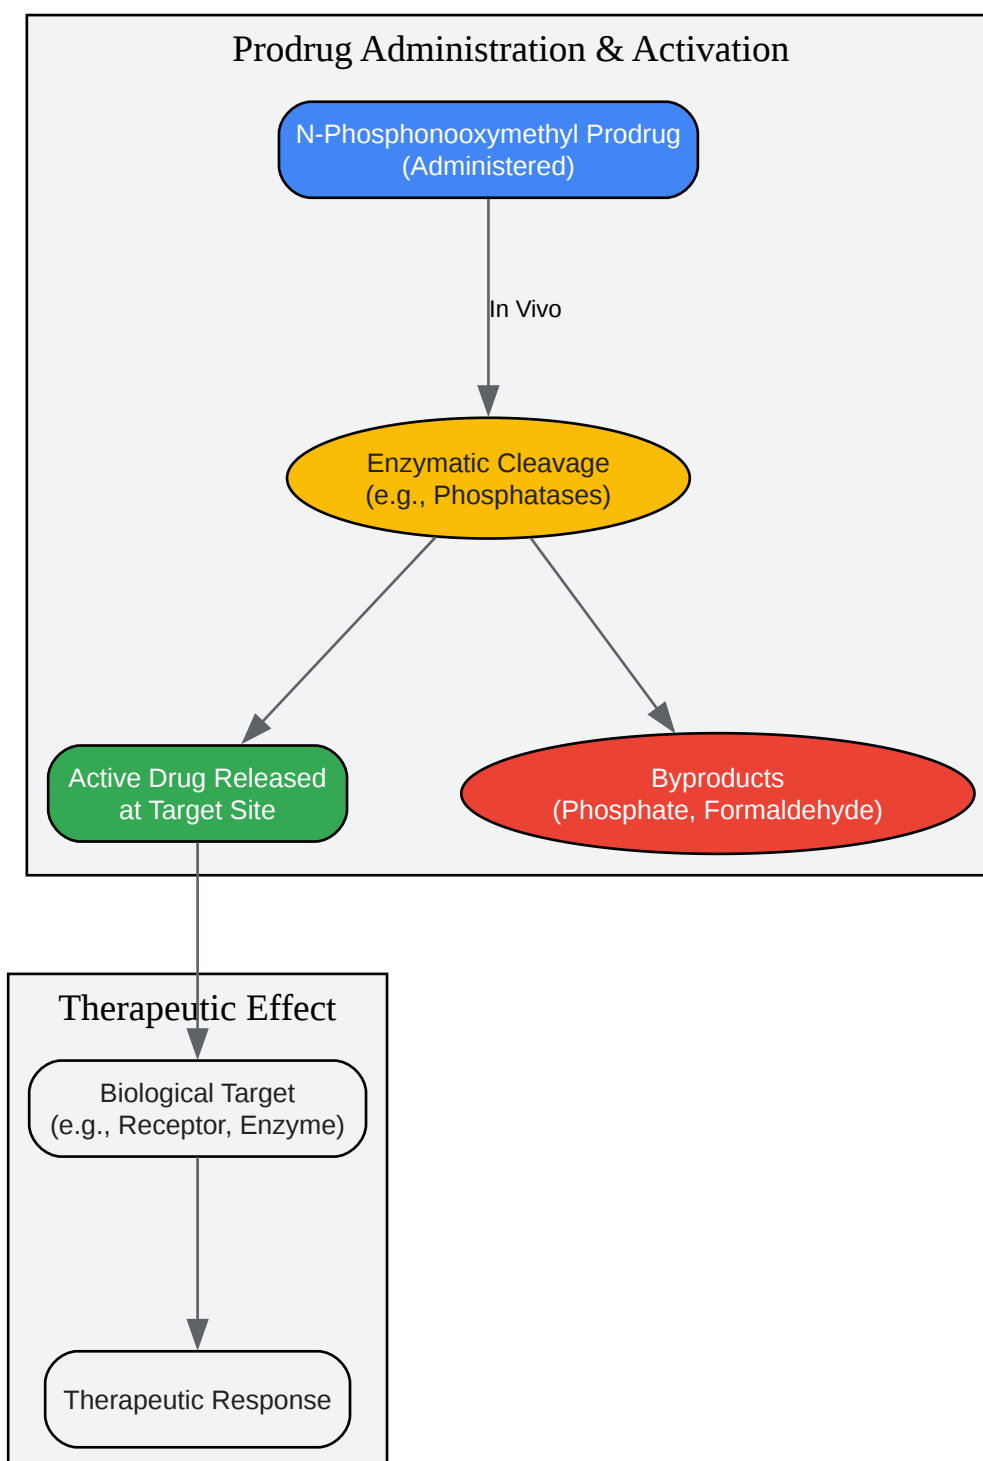 Prodrug Administration & Activation
N-Phosphonooxymethyl Prodrug
(Administered)
In Vivo
Enzymatic Cleavage
(e.g., Phosphatases)
Active Drug Released
at Target Site
Byproducts
(Phosphate, Formaldehyde)
Therapeutic Effect
Biological Target
(e.g., Receptor, Enzyme)
Therapeutic Response